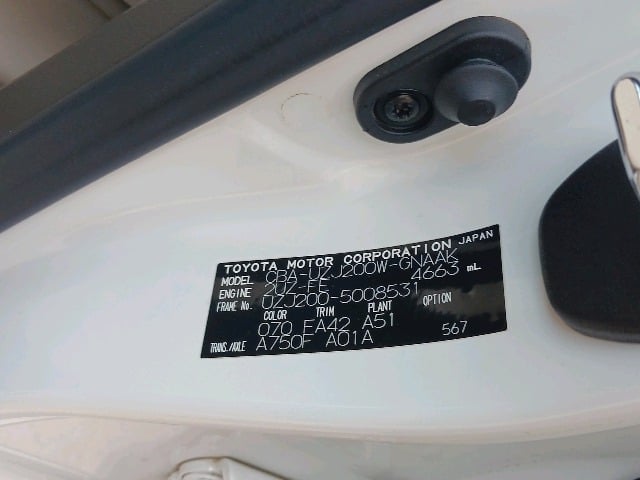 TOYOTA MOTOR CORPORATION JAPAN
MODEL CBA-UZJ200W-GNAAK
ENGINE 2UZ-FE 4663 mL
FRAME No. UZJ200-5008531
COLOR TRIM PLANT OPTION
070 EA42 A51
TRANS./AXLE A750F A01A 567